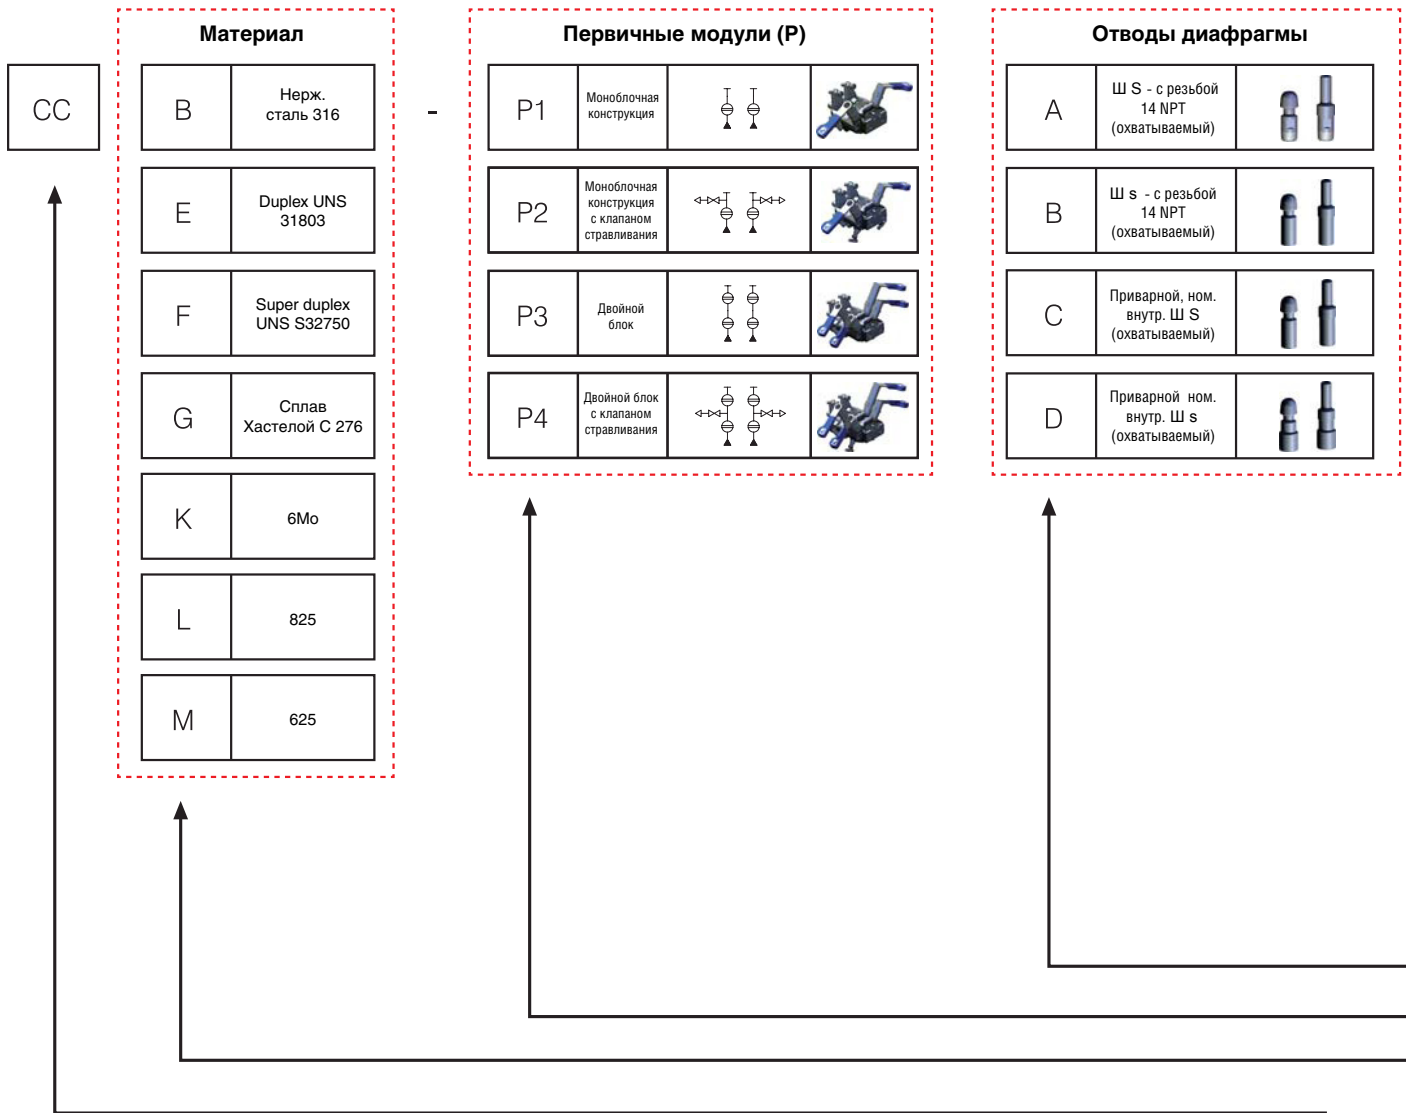 Материал
Первичные модули (P)
Отводы диафрагмы
CC
B
Нерж.
сталь 316
-
P1
Моноблочная
конструкция
A
Ш S - с резьбой
14 NPT
(охватываемый)
E
Duplex UNS
31803
P2
Моноблочная
конструкция
с клапаном
стравливания
B
Ш s - с резьбой
14 NPT
(охватываемый)
F
Super duplex
UNS S32750
P3
Двойной
блок
C
Приварной, ном.
внутр. Ш S
(охватываемый)
G
Сплав
Хастелой С 276
P4
Двойной блок
с клапаном
стравливания
D
Приварной ном.
внутр. Ш s
(охватываемый)
K
6Мо
L
825
M
625